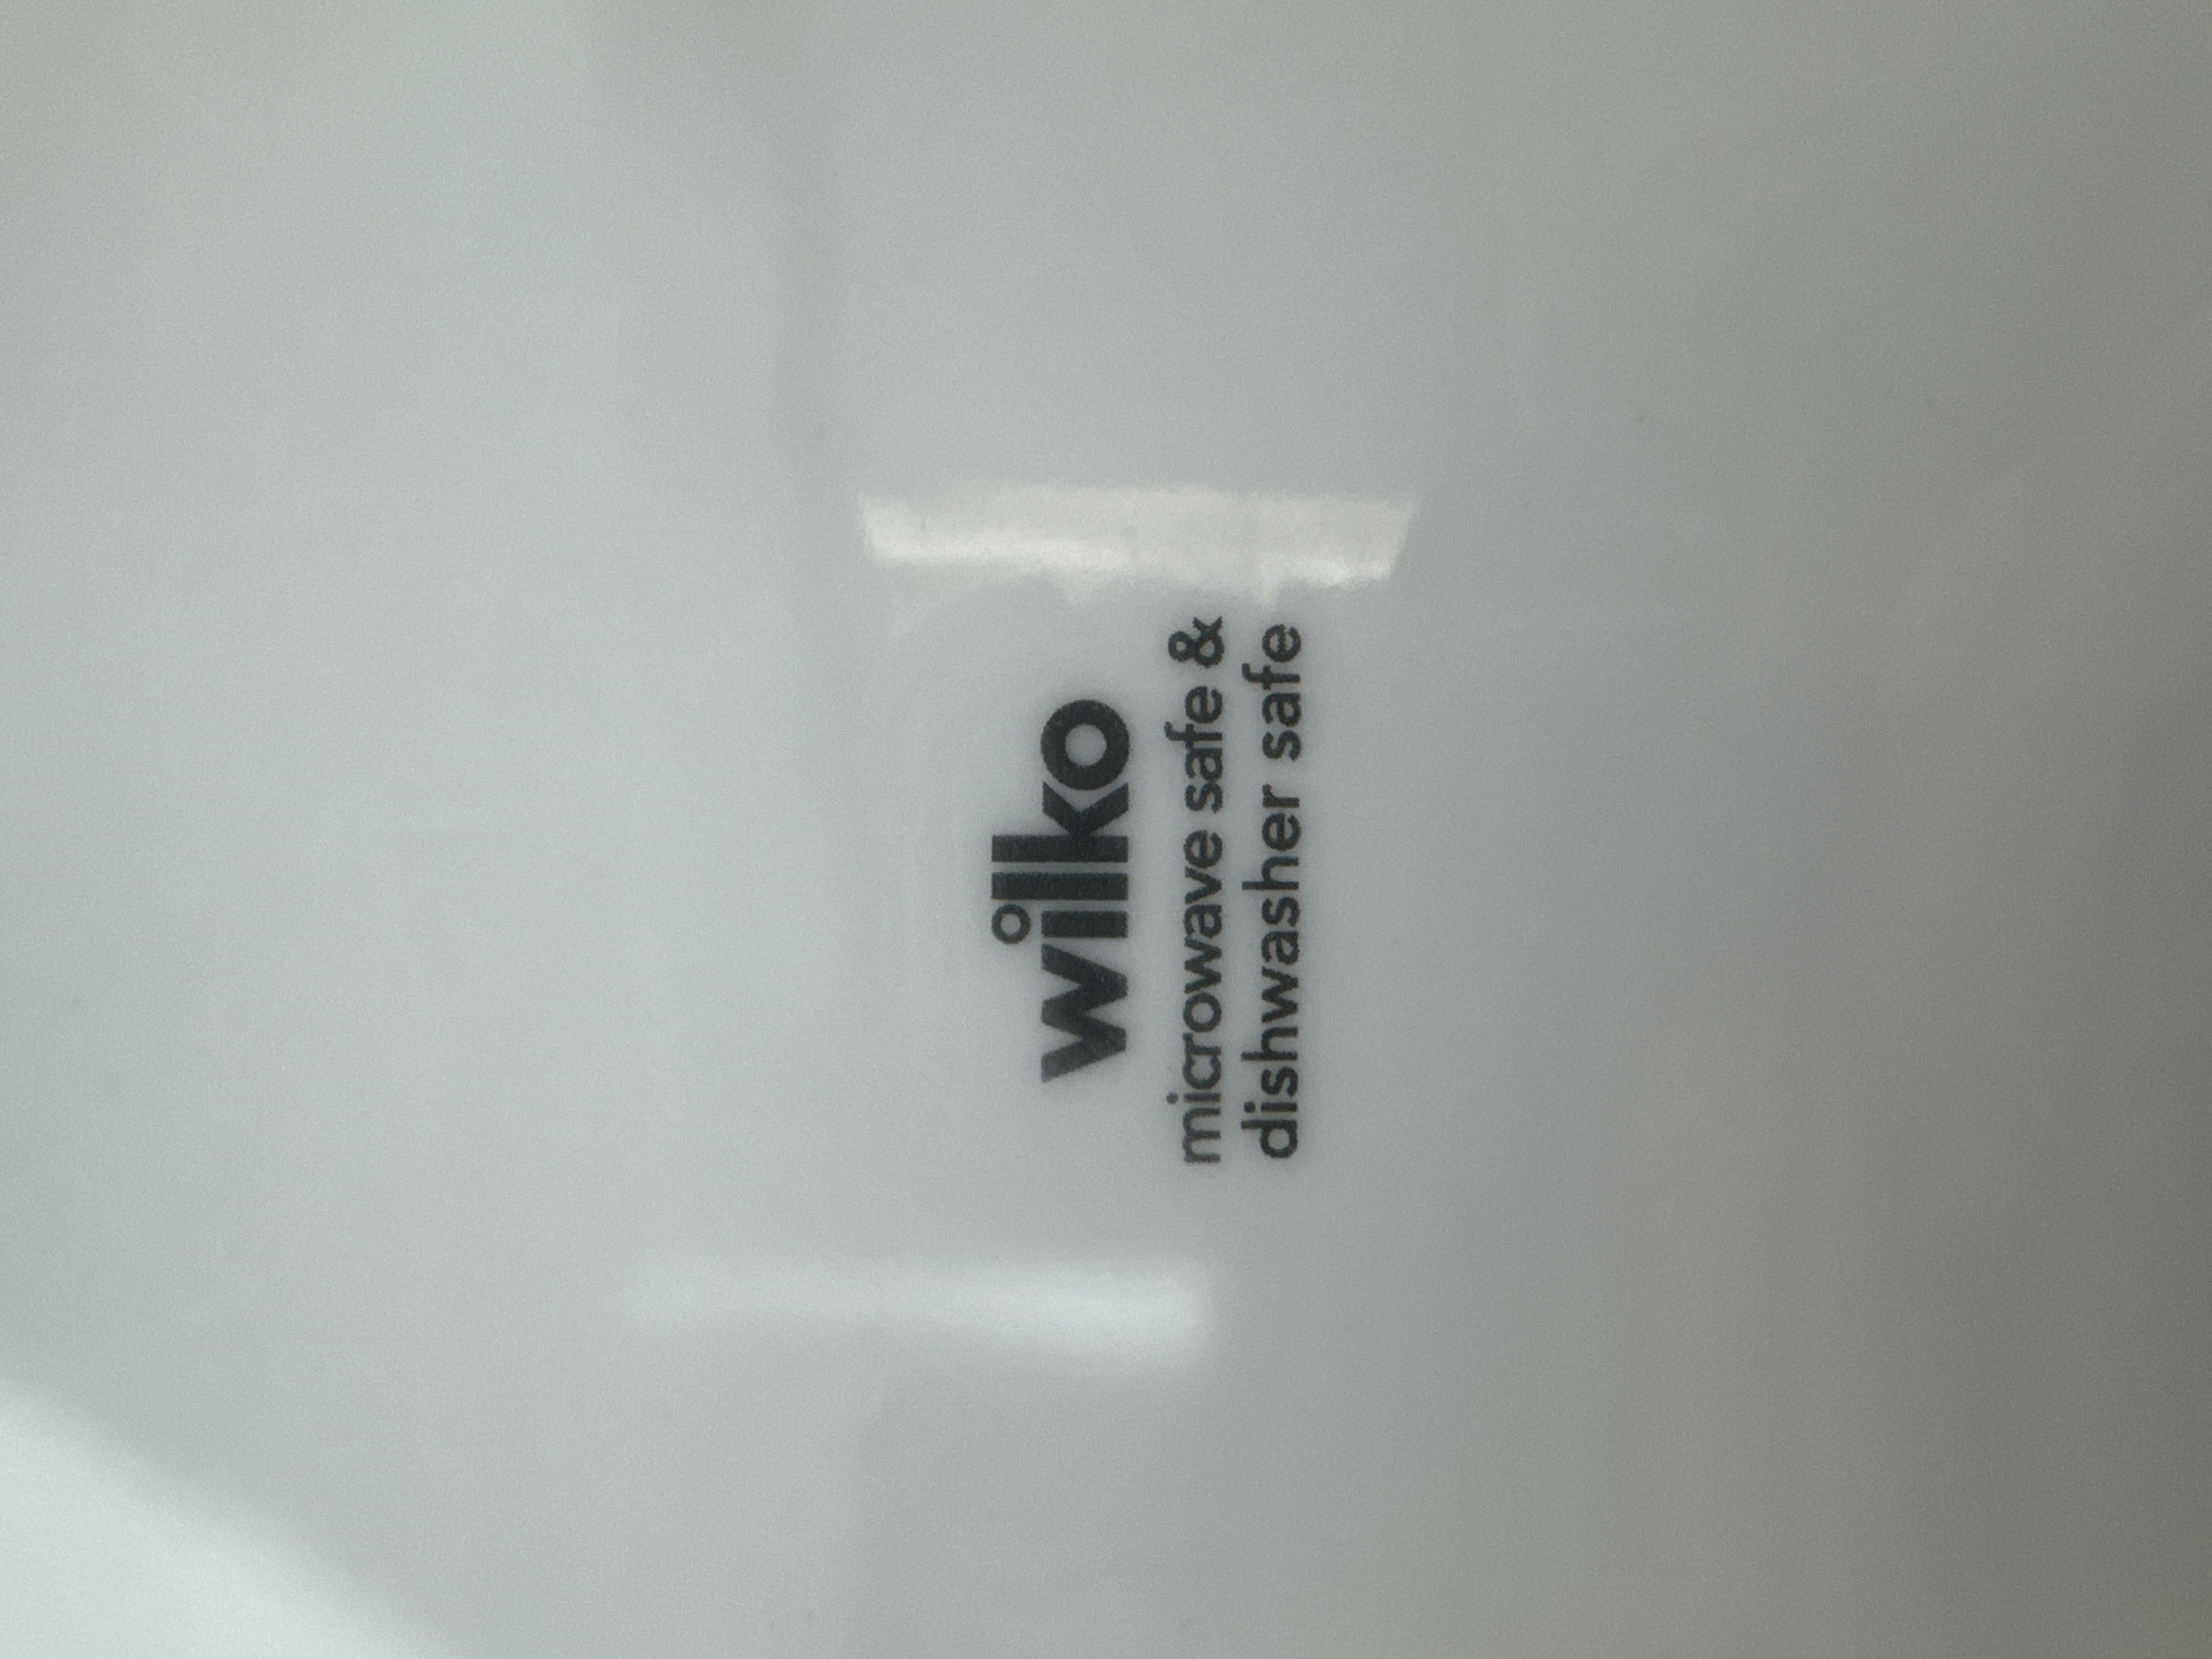 wilko
microwave safe &
dishwasher safe